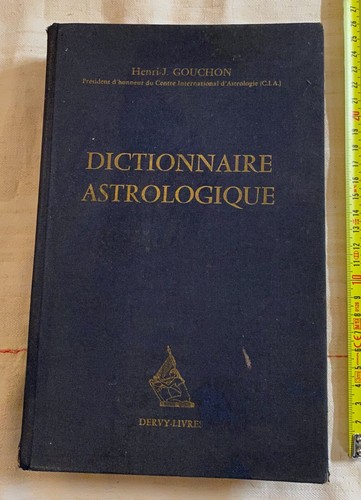 Henri-J. GOUCHON
Président d'honneur du Centre International d'Astrologie (C.I.A.)
DICTIONNAIRE
ASTROLOGIQUE
DERVY-LIVRES